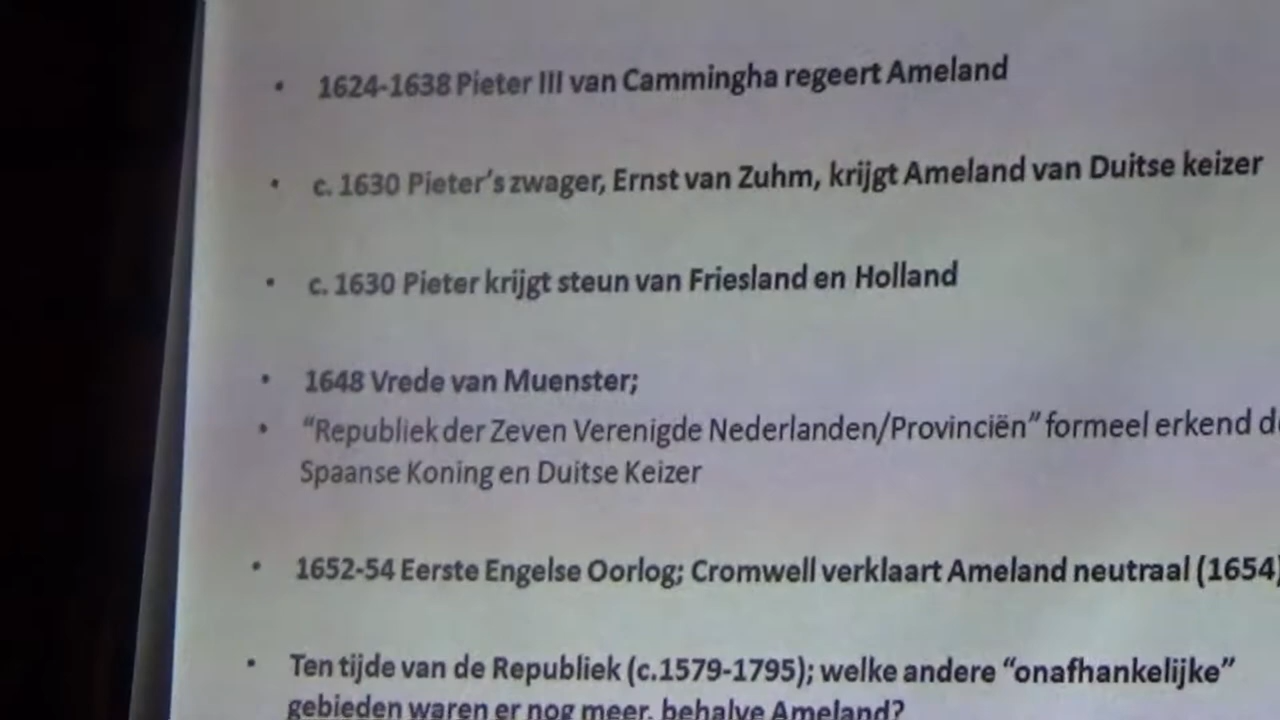 • 1624-1638 Pieter III van Cammingha regeert Ameland
• c. 1630 Pieter's zwager, Ernst van Zuhm, krijgt Ameland van Duitse keizer
• c. 1630 Pieter krijgt steun van Friesland en Holland
• 1648 Vrede van Muenster;
• "Republiek der Zeven Verenigde Nederlanden/Provinciën" formeel erkend
Spaanse Koning en Duitse Keizer
• 1652-54 Eerste Engelse Oorlog; Cromwell verklaart Ameland neutraal (1654)
• Ten tijde van de Republiek (c.1579-1795); welke andere "onafhankelijke"
gebieden waren er nog meer, behalve Ameland?